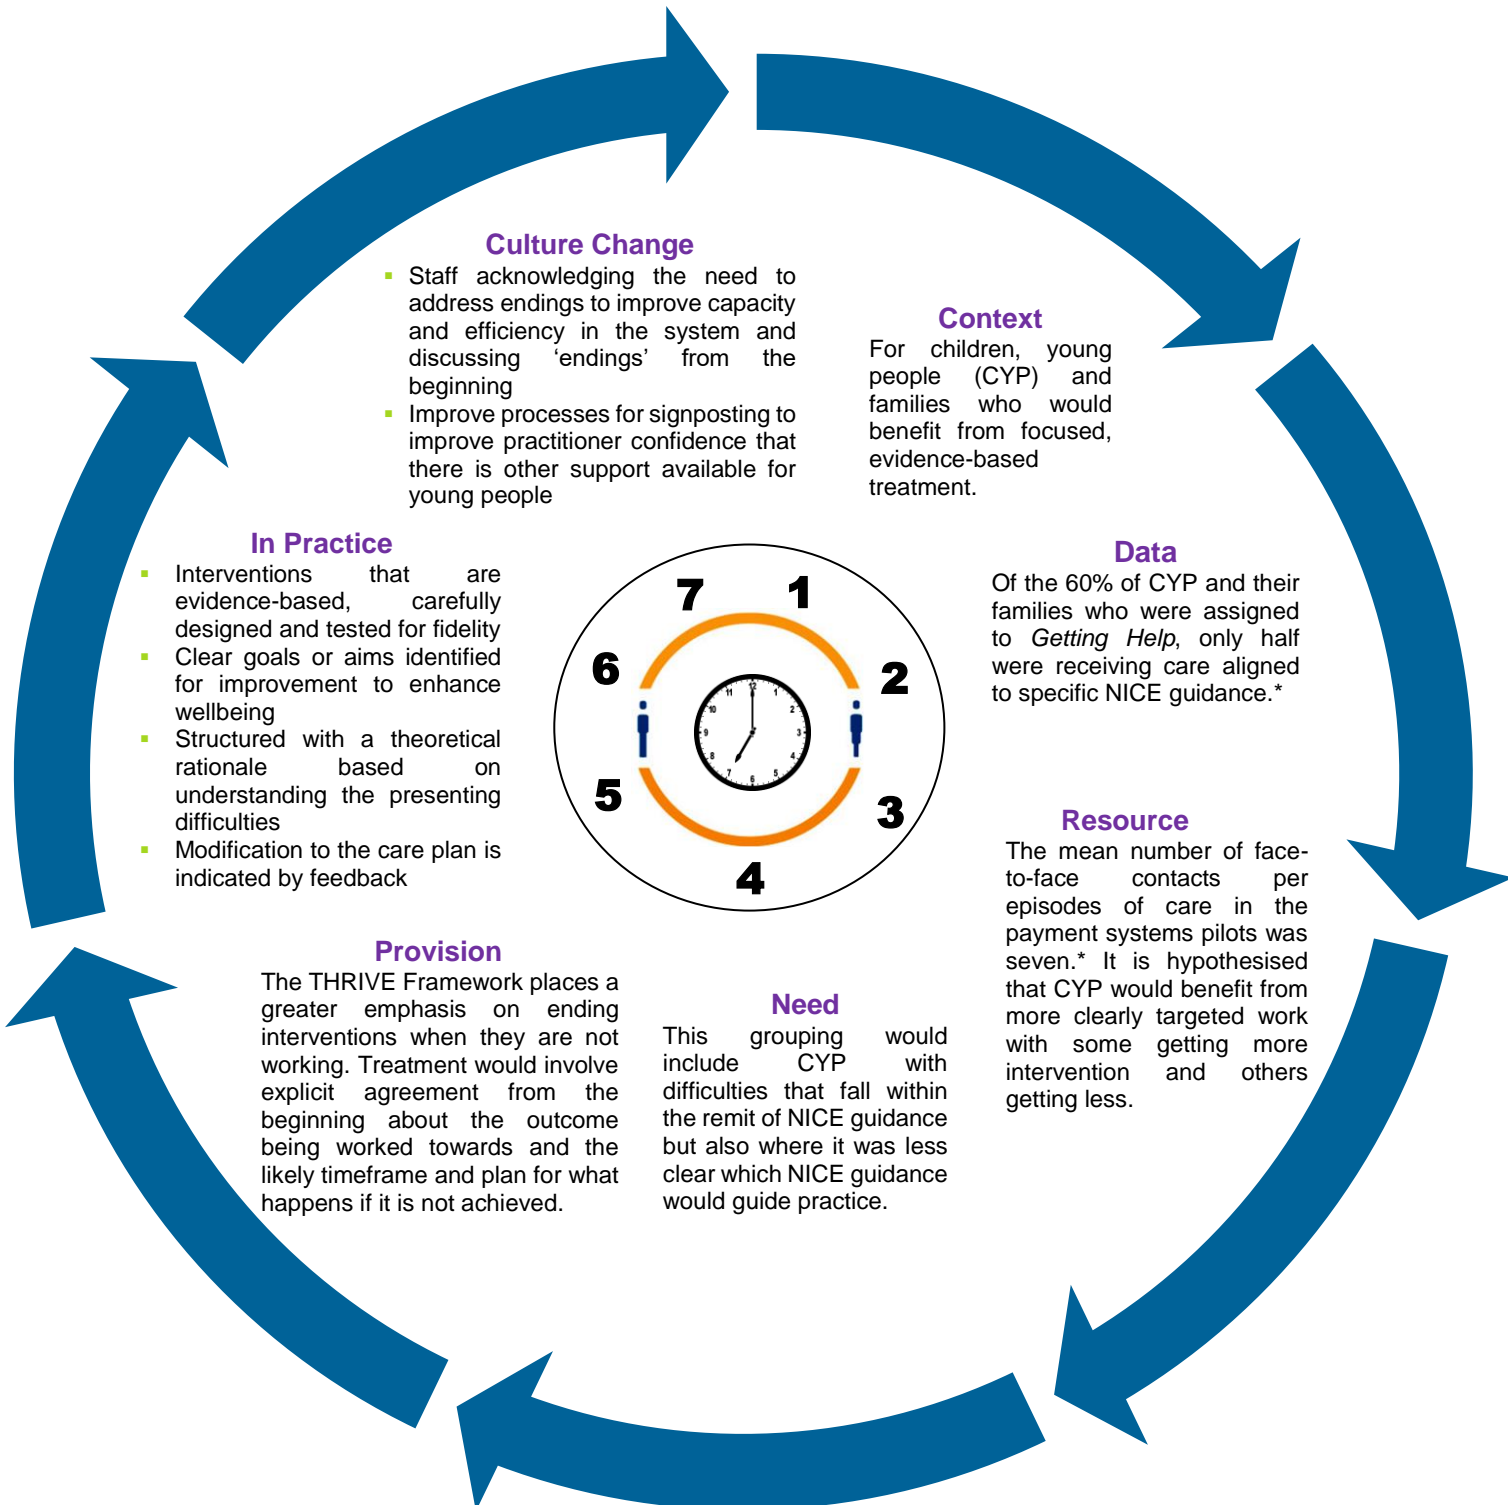 Culture Change
Staff acknowledging the need to
address endings to improve capacity
and efficiency in the system and
discussing ‘endings’ from the
beginning
Improve processes for signposting to
improve practitioner confidence that
there is other support available for
young people
Context
For children, young
people (CYP) and
families who would
benefit from focused,
evidence-based
treatment.
Data
Of the 60% of CYP and their
families who were assigned
to Getting Help, only half
were receiving care aligned
to specific NICE guidance.*
Resource
The mean number of face-
to-face contacts per
episodes of care in the
payment systems pilots was
seven.* It is hypothesised
that CYP would benefit from
more clearly targeted work
with some getting more
intervention and others
getting less.
Need
This grouping would
include CYP with
difficulties that fall within
the remit of NICE guidance
but also where it was less
clear which NICE guidance
would guide practice.
Provision
The THRIVE Framework places a
greater emphasis on ending
interventions when they are not
working. Treatment would involve
explicit agreement from the
beginning about the outcome
being worked towards and the
likely timeframe and plan for what
happens if it is not achieved.
In Practice
Interventions that are
evidence-based, carefully
designed and tested for fidelity
Clear goals or aims identified
for improvement to enhance
wellbeing
Structured with a theoretical
rationale based on
understanding the presenting
difficulties
Modification to the care plan is
indicated by feedback
1
2
3
4
5
6
7
12
1
2
3
4
5
6
7
8
9
10
11